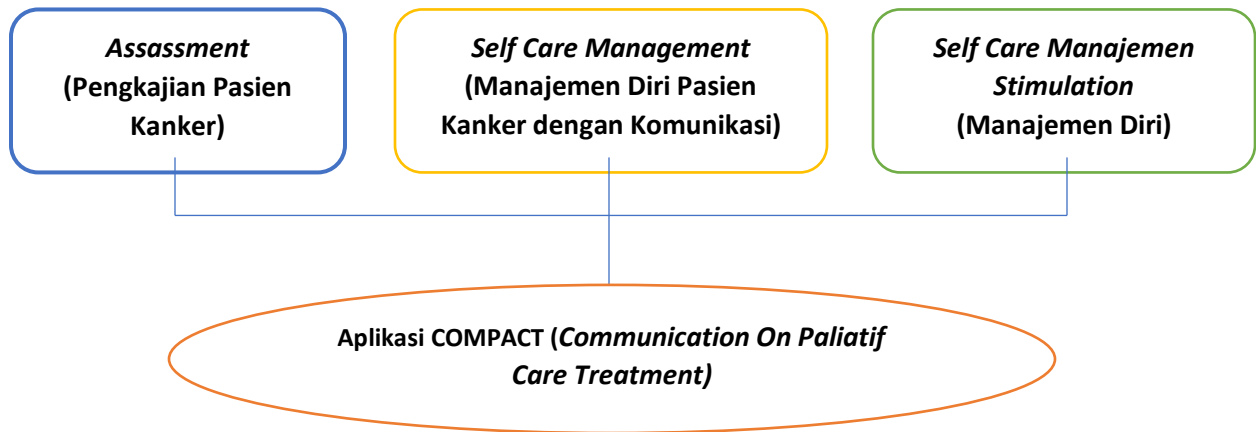 Assassment
(Pengkajian Pasien
Kanker)
Self Care Management
(Manajemen Diri Pasien
Kanker dengan Komunikasi)
Self Care Manajemen
Stimulation
(Manajemen Diri)
Aplikasi COMPACT (Communication On Paliatif
Care Treatment)